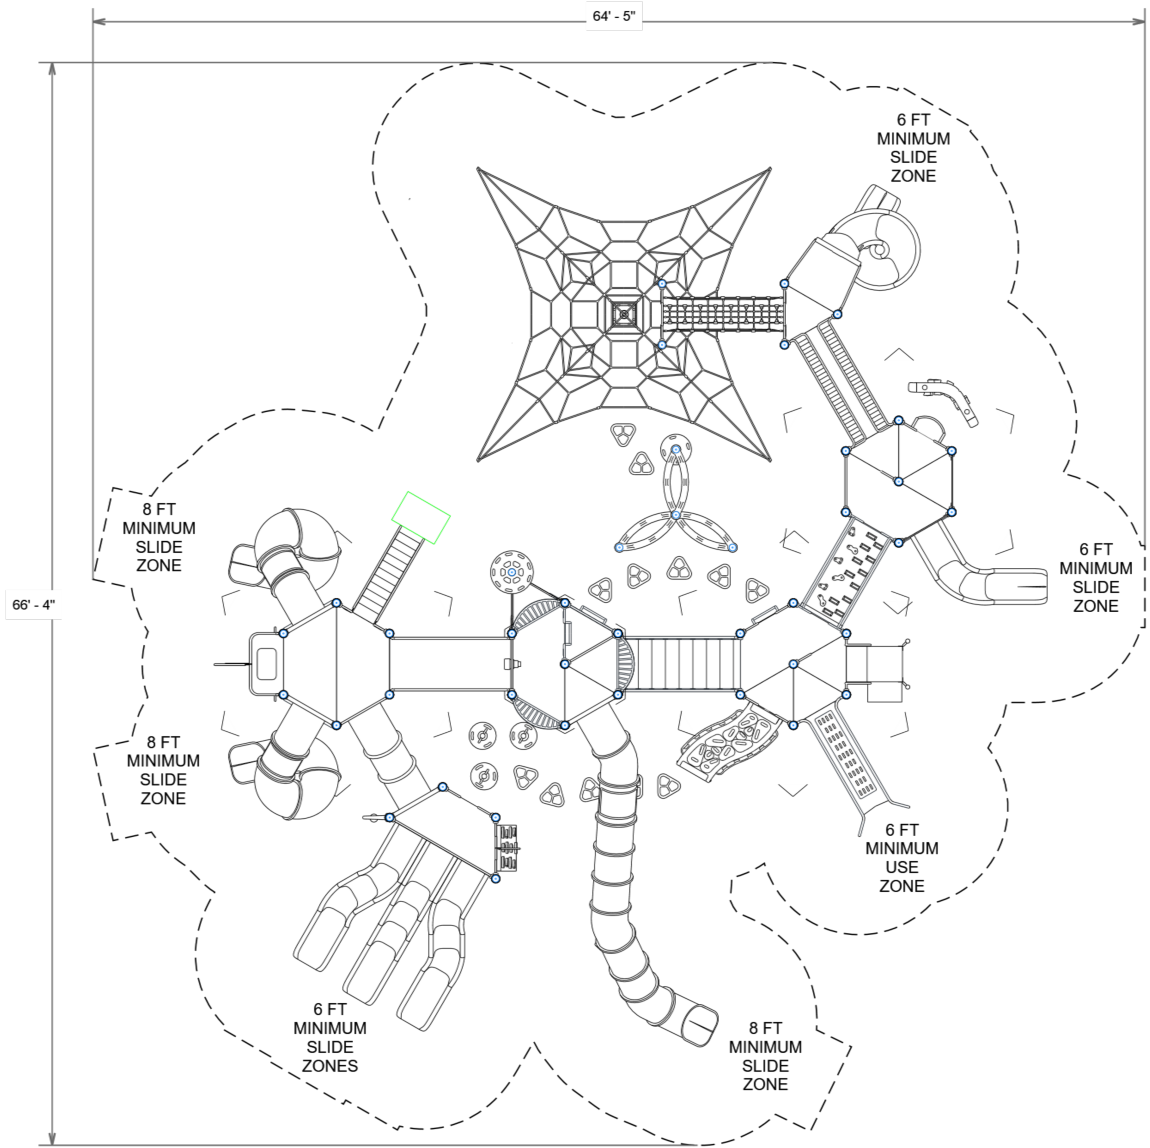 64' - 5"
6 FT
MINIMUM
SLIDE
ZONE
8 FT
MINIMUM
SLIDE
ZONE
6 FT
MINIMUM
SLIDE
ZONE
66' - 4"
8 FT
MINIMUM
SLIDE
ZONE
6 FT
MINIMUM
USE
ZONE
6 FT
MINIMUM
SLIDE
ZONES
8 FT
MINIMUM
SLIDE
ZONE